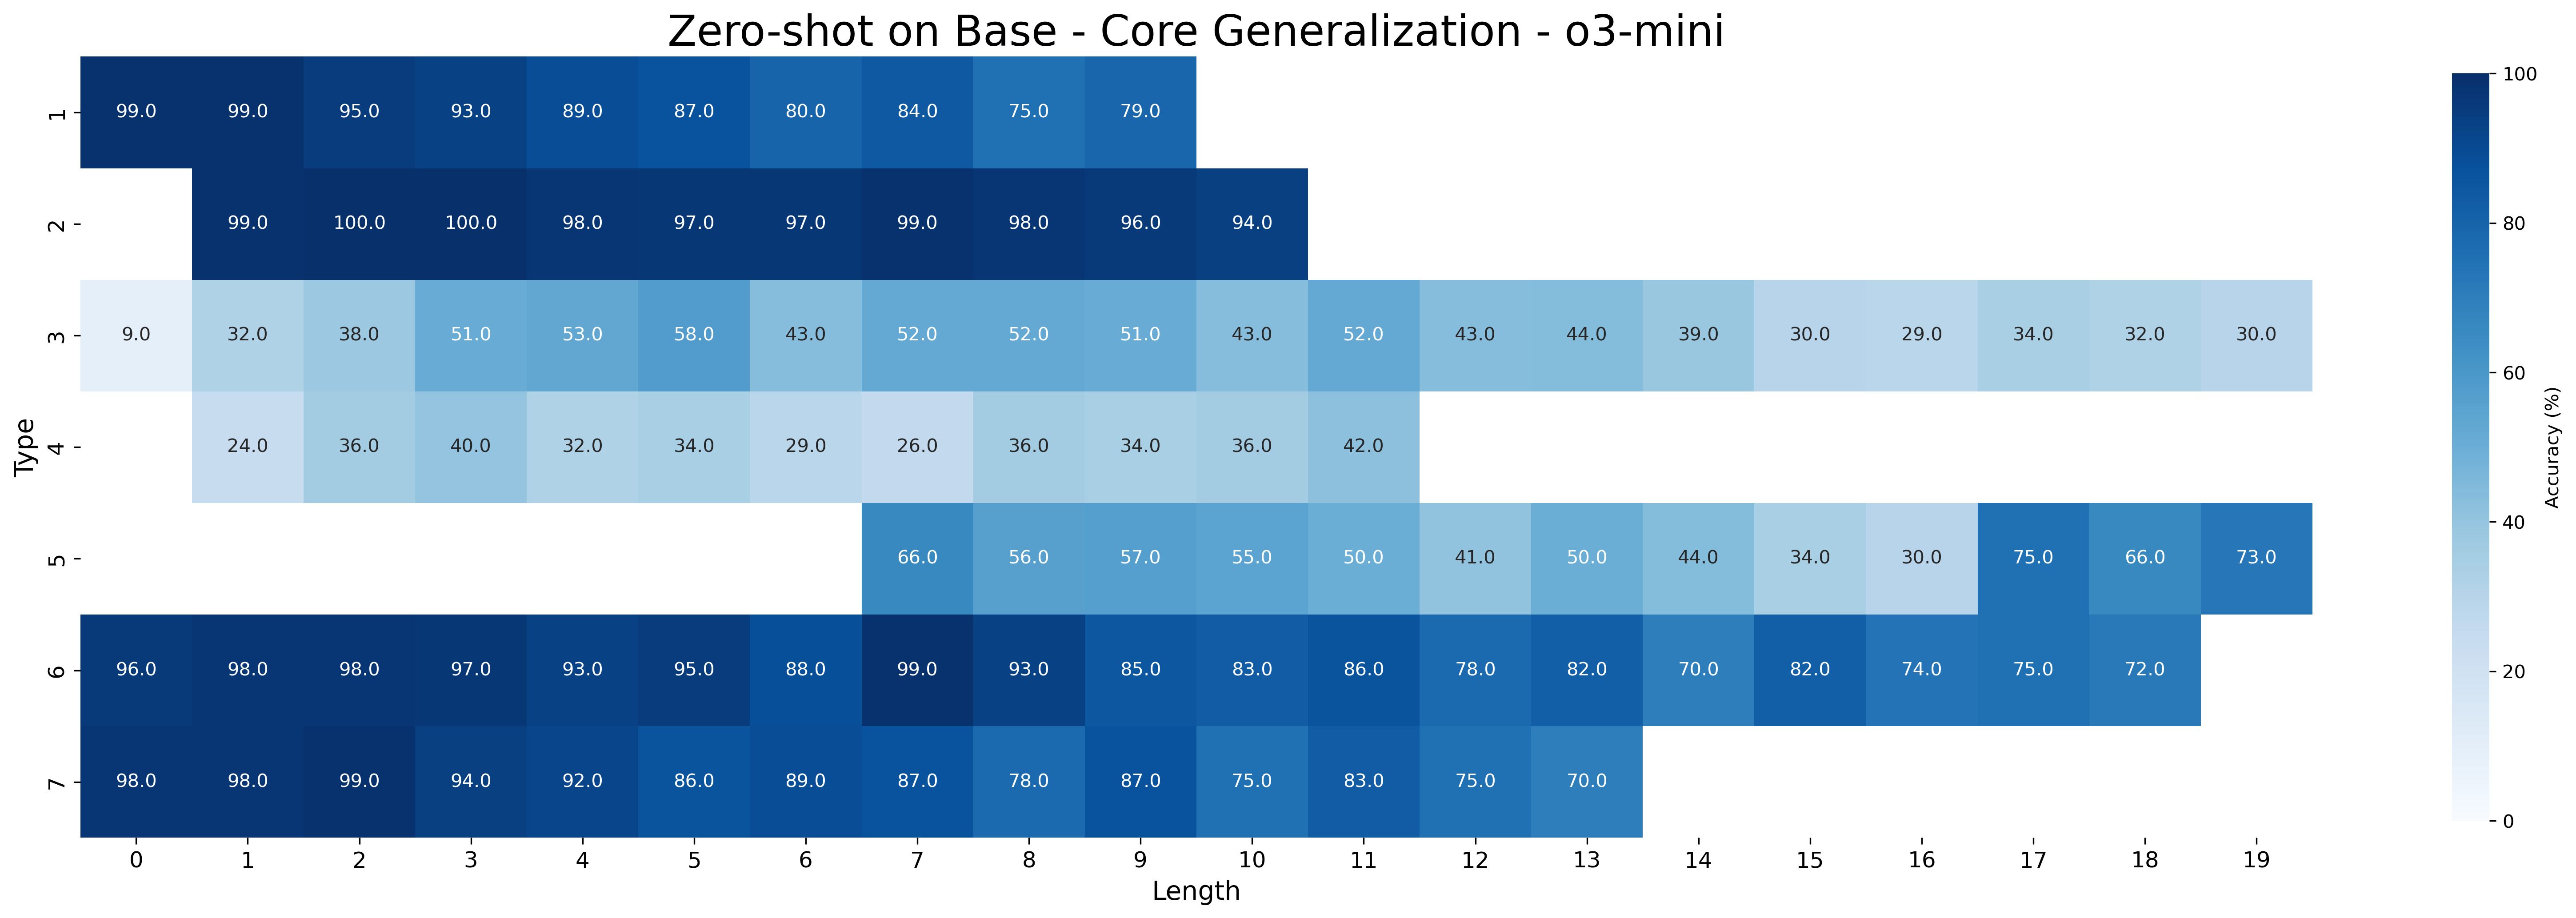 Zero-shot on Base - Core Generalization - o3-mini
1 99.0 99.0 95.0 93.0 89.0 87.0 80.0 84.0 75.0 79.0
2 99.0 100.0 100.0 98.0 97.0 97.0 99.0 98.0 96.0 94.0
3 9.0 32.0 38.0 51.0 53.0 58.0 43.0 52.0 52.0 51.0 43.0 52.0 43.0 44.0 39.0 30.0 29.0 34.0 32.0 30.0
4 24.0 36.0 40.0 32.0 34.0 29.0 26.0 36.0 34.0 36.0 42.0
5 66.0 56.0 57.0 55.0 50.0 41.0 50.0 44.0 34.0 30.0 75.0 66.0 73.0
6 96.0 98.0 98.0 97.0 93.0 95.0 88.0 99.0 93.0 85.0 83.0 86.0 78.0 82.0 70.0 82.0 74.0 75.0 72.0
7 98.0 98.0 99.0 94.0 92.0 86.0 89.0 87.0 78.0 87.0 75.0 83.0 75.0 70.0
0 1 2 3 4 5 6 7 8 9 10 11 12 13 14 15 16 17 18 19
Length
Type
100
80
60
40
20
0
Accuracy (%)